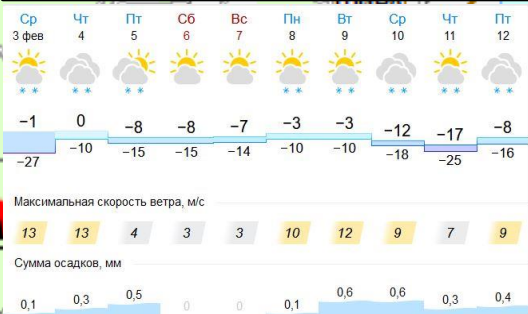 Ср Чт Пт Сб Вс Пн Вт Ср Чт Пт
3 фев 4 5 6 7 8 9 10 11 12
−1 0 −8 −8 −7 −3 −3 −12 −17 −8
−27 −10 −15 −15 −14 −10 −10 −18 −25 −16
Максимальная скорость ветра, м/с
13 13 4 3 3 10 12 9 7 9
Сумма осадков, мм
0,1 0,3 0,5 0 0 0,1 0,6 0,6 0,3 0,4